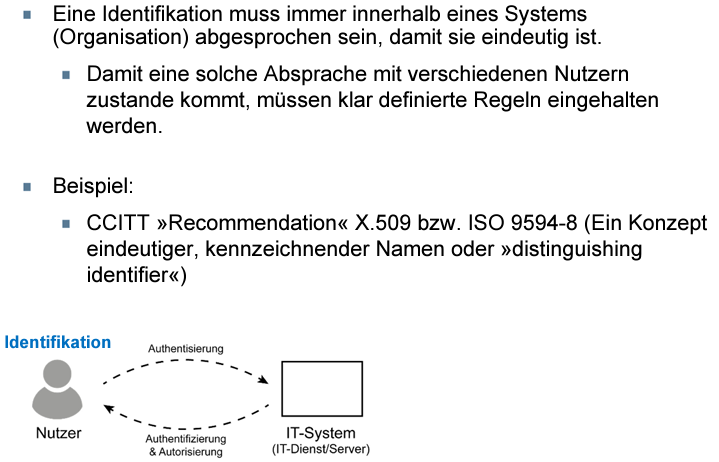 Eine Identifikation muss immer innerhalb eines Systems
(Organisation) abgesprochen sein, damit sie eindeutig ist.
Damit eine solche Absprache mit verschiedenen Nutzern
zustande kommt, müssen klar definierte Regeln eingehalten
werden.
Beispiel:
CCITT »Recommendation« X.509 bzw. ISO 9594-8 (Ein Konzept
eindeutiger, kennzeichnender Namen oder »distinguishing
identifier«)
Identifikation
Authentisierung
Nutzer
Authentifizierung
& Autorisierung
IT-System
(IT-Dienst/Server)